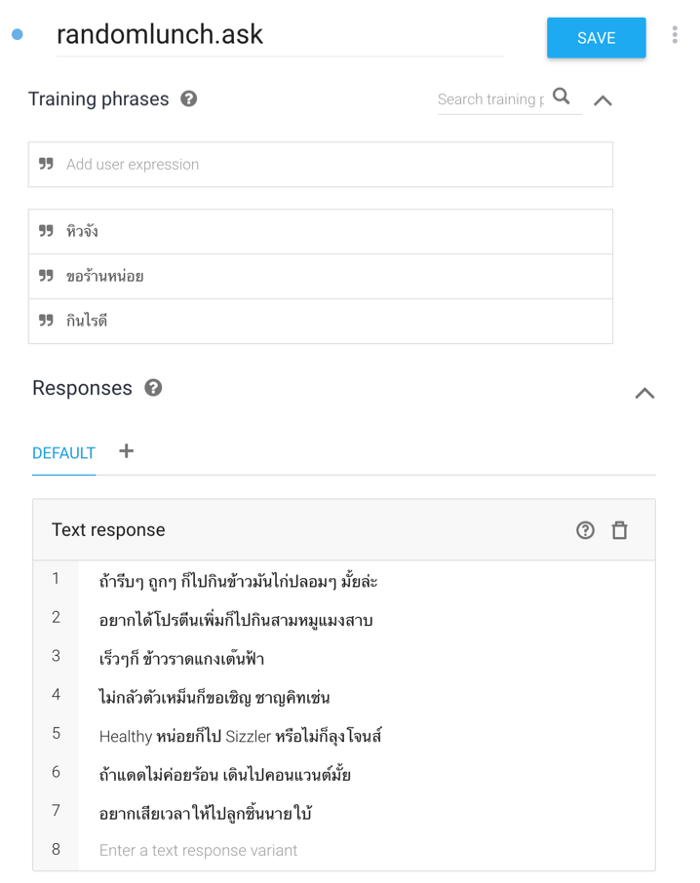 randomlunch.ask
SAVE
Training phrases
Search training p
Add user expression
หิวจัง
ขอร้านหน่อย
กินไรดี
Responses
DEFAULT +
Text response
1 ถ้ารีบๆ ถูกๆ ก็ไปกินข้าวมันไก่ปลอมๆ มั้ยล่ะ
2 อยากได้โปรตีนเพิ่มก็ไปกินสามหมูแมงสาบ
3 เร็วๆก็ ข้าวราดแกงเต๊นฟ้า
4 ไม่กลัวตัวเหม็นก็ขอเชิญ ชาญคิทเช่น
5 Healthy หน่อยก็ไป Sizzler หรือไม่ก็ลุงโจนส์
6 ถ้าแดดไม่ค่อยร้อน เดินไปคอนแวนต์มั้ย
7 อยากเสียเวลาให้ไปลูกชิ้นนายใบ้
8 Enter a text response variant